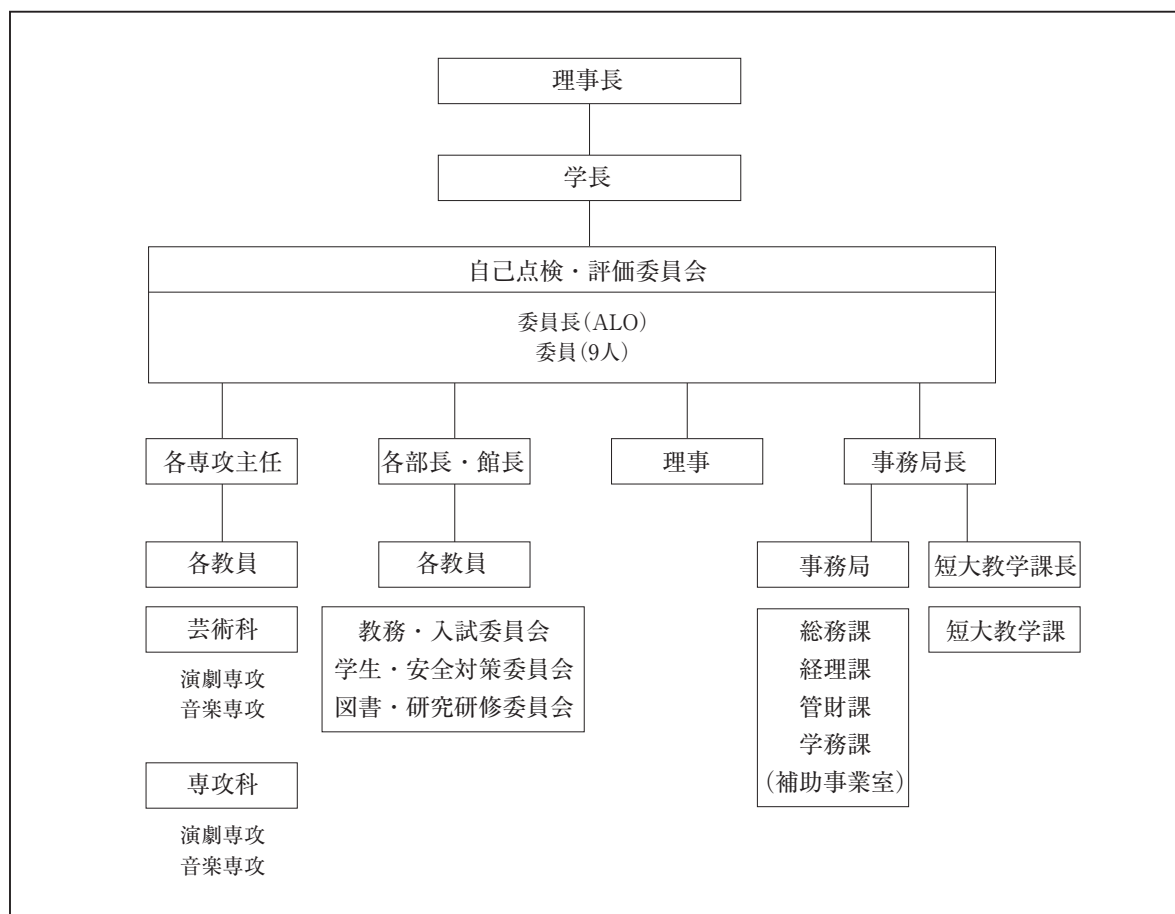 理事長
学長
自己点検・評価委員会
委員長(ALO)
委員(9人)
各専攻主任
各部長・館長
理事
事務局長
各教員
各教員
事務局
短大教学課長
芸術科
演劇専攻
音楽専攻
教務・入試委員会
学生・安全対策委員会
図書・研究研修委員会
総務課
経理課
管財課
学務課
(補助事業室)
短大教学課
専攻科
演劇専攻
音楽専攻